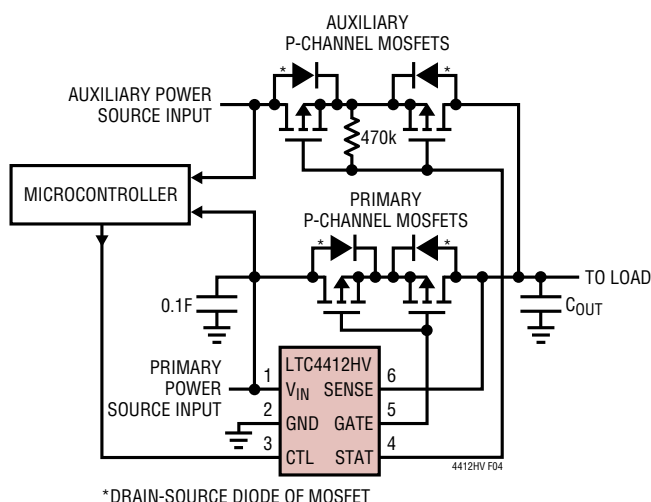 AUXILIARY
P-CHANNEL MOSFETS
*
*
AUXILIARY POWER
SOURCE INPUT
470k
MICROCONTROLLER
PRIMARY
P-CHANNEL MOSFETS
*
*
TO LOAD
0.1F
COUT
PRIMARY
POWER
SOURCE INPUT
LTC4412HV
1
VIN
SENSE
6
2
GND
GATE
5
3
CTL
STAT
4
4412HV F04
*DRAIN-SOURCE DIODE OF MOSFET